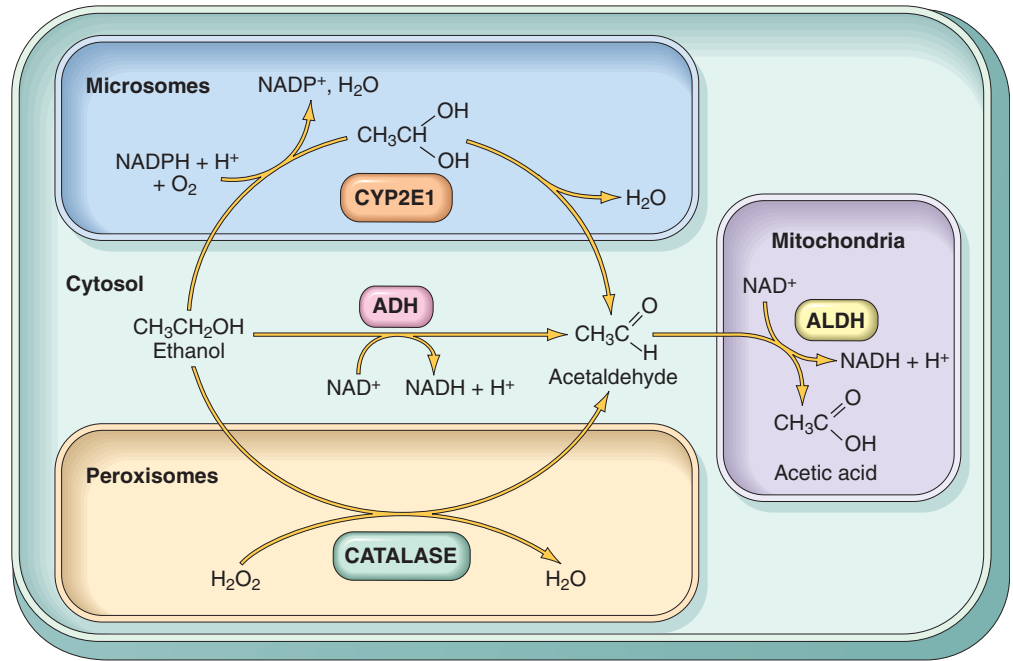 Microsomes
NADP⁺, H₂O
NADPH + H⁺
+ O₂
OH
CH₃CH
OH
CYP2E1
H₂O
Cytosol
CH₃CH₂OH
Ethanol
ADH
NAD⁺
NADH + H⁺
O
CH₃C
H
Acetaldehyde
Mitochondria
NAD⁺
ALDH
NADH + H⁺
O
CH₃C
OH
Acetic acid
Peroxisomes
CATALASE
H₂O₂
H₂O